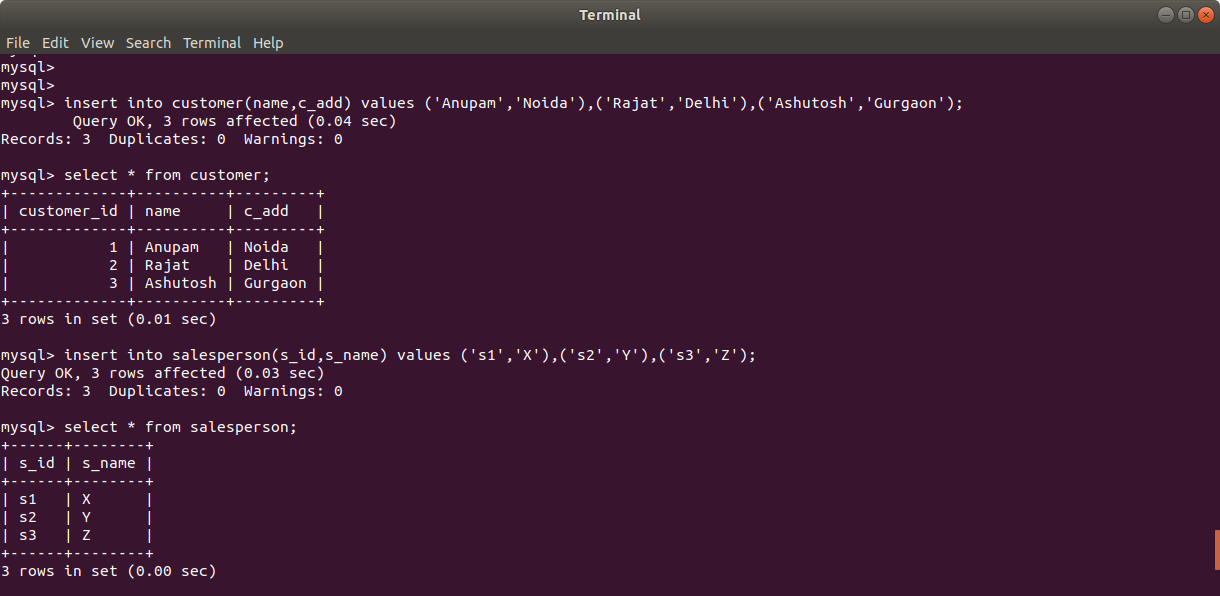 Terminal
File Edit View Search Terminal Help
mysql>
mysql>
mysql> insert into customer(name,c_add) values ('Anupam','Noida'),('Rajat','Delhi'),('Ashutosh','Gurgaon');
        Query OK, 3 rows affected (0.04 sec)
Records: 3  Duplicates: 0  Warnings: 0
mysql> select * from customer;
+-------------+----------+---------+
| customer_id | name     | c_add   |
+-------------+----------+---------+
|           1 | Anupam   | Noida   |
|           2 | Rajat    | Delhi   |
|           3 | Ashutosh | Gurgaon |
+-------------+----------+---------+
3 rows in set (0.01 sec)
mysql> insert into salesperson(s_id,s_name) values ('s1','X'),('s2','Y'),('s3','Z');
Query OK, 3 rows affected (0.03 sec)
Records: 3  Duplicates: 0  Warnings: 0
mysql> select * from salesperson;
+------+--------+
| s_id | s_name |
+------+--------+
| s1   | X      |
| s2   | Y      |
| s3   | Z      |
+------+--------+
3 rows in set (0.00 sec)